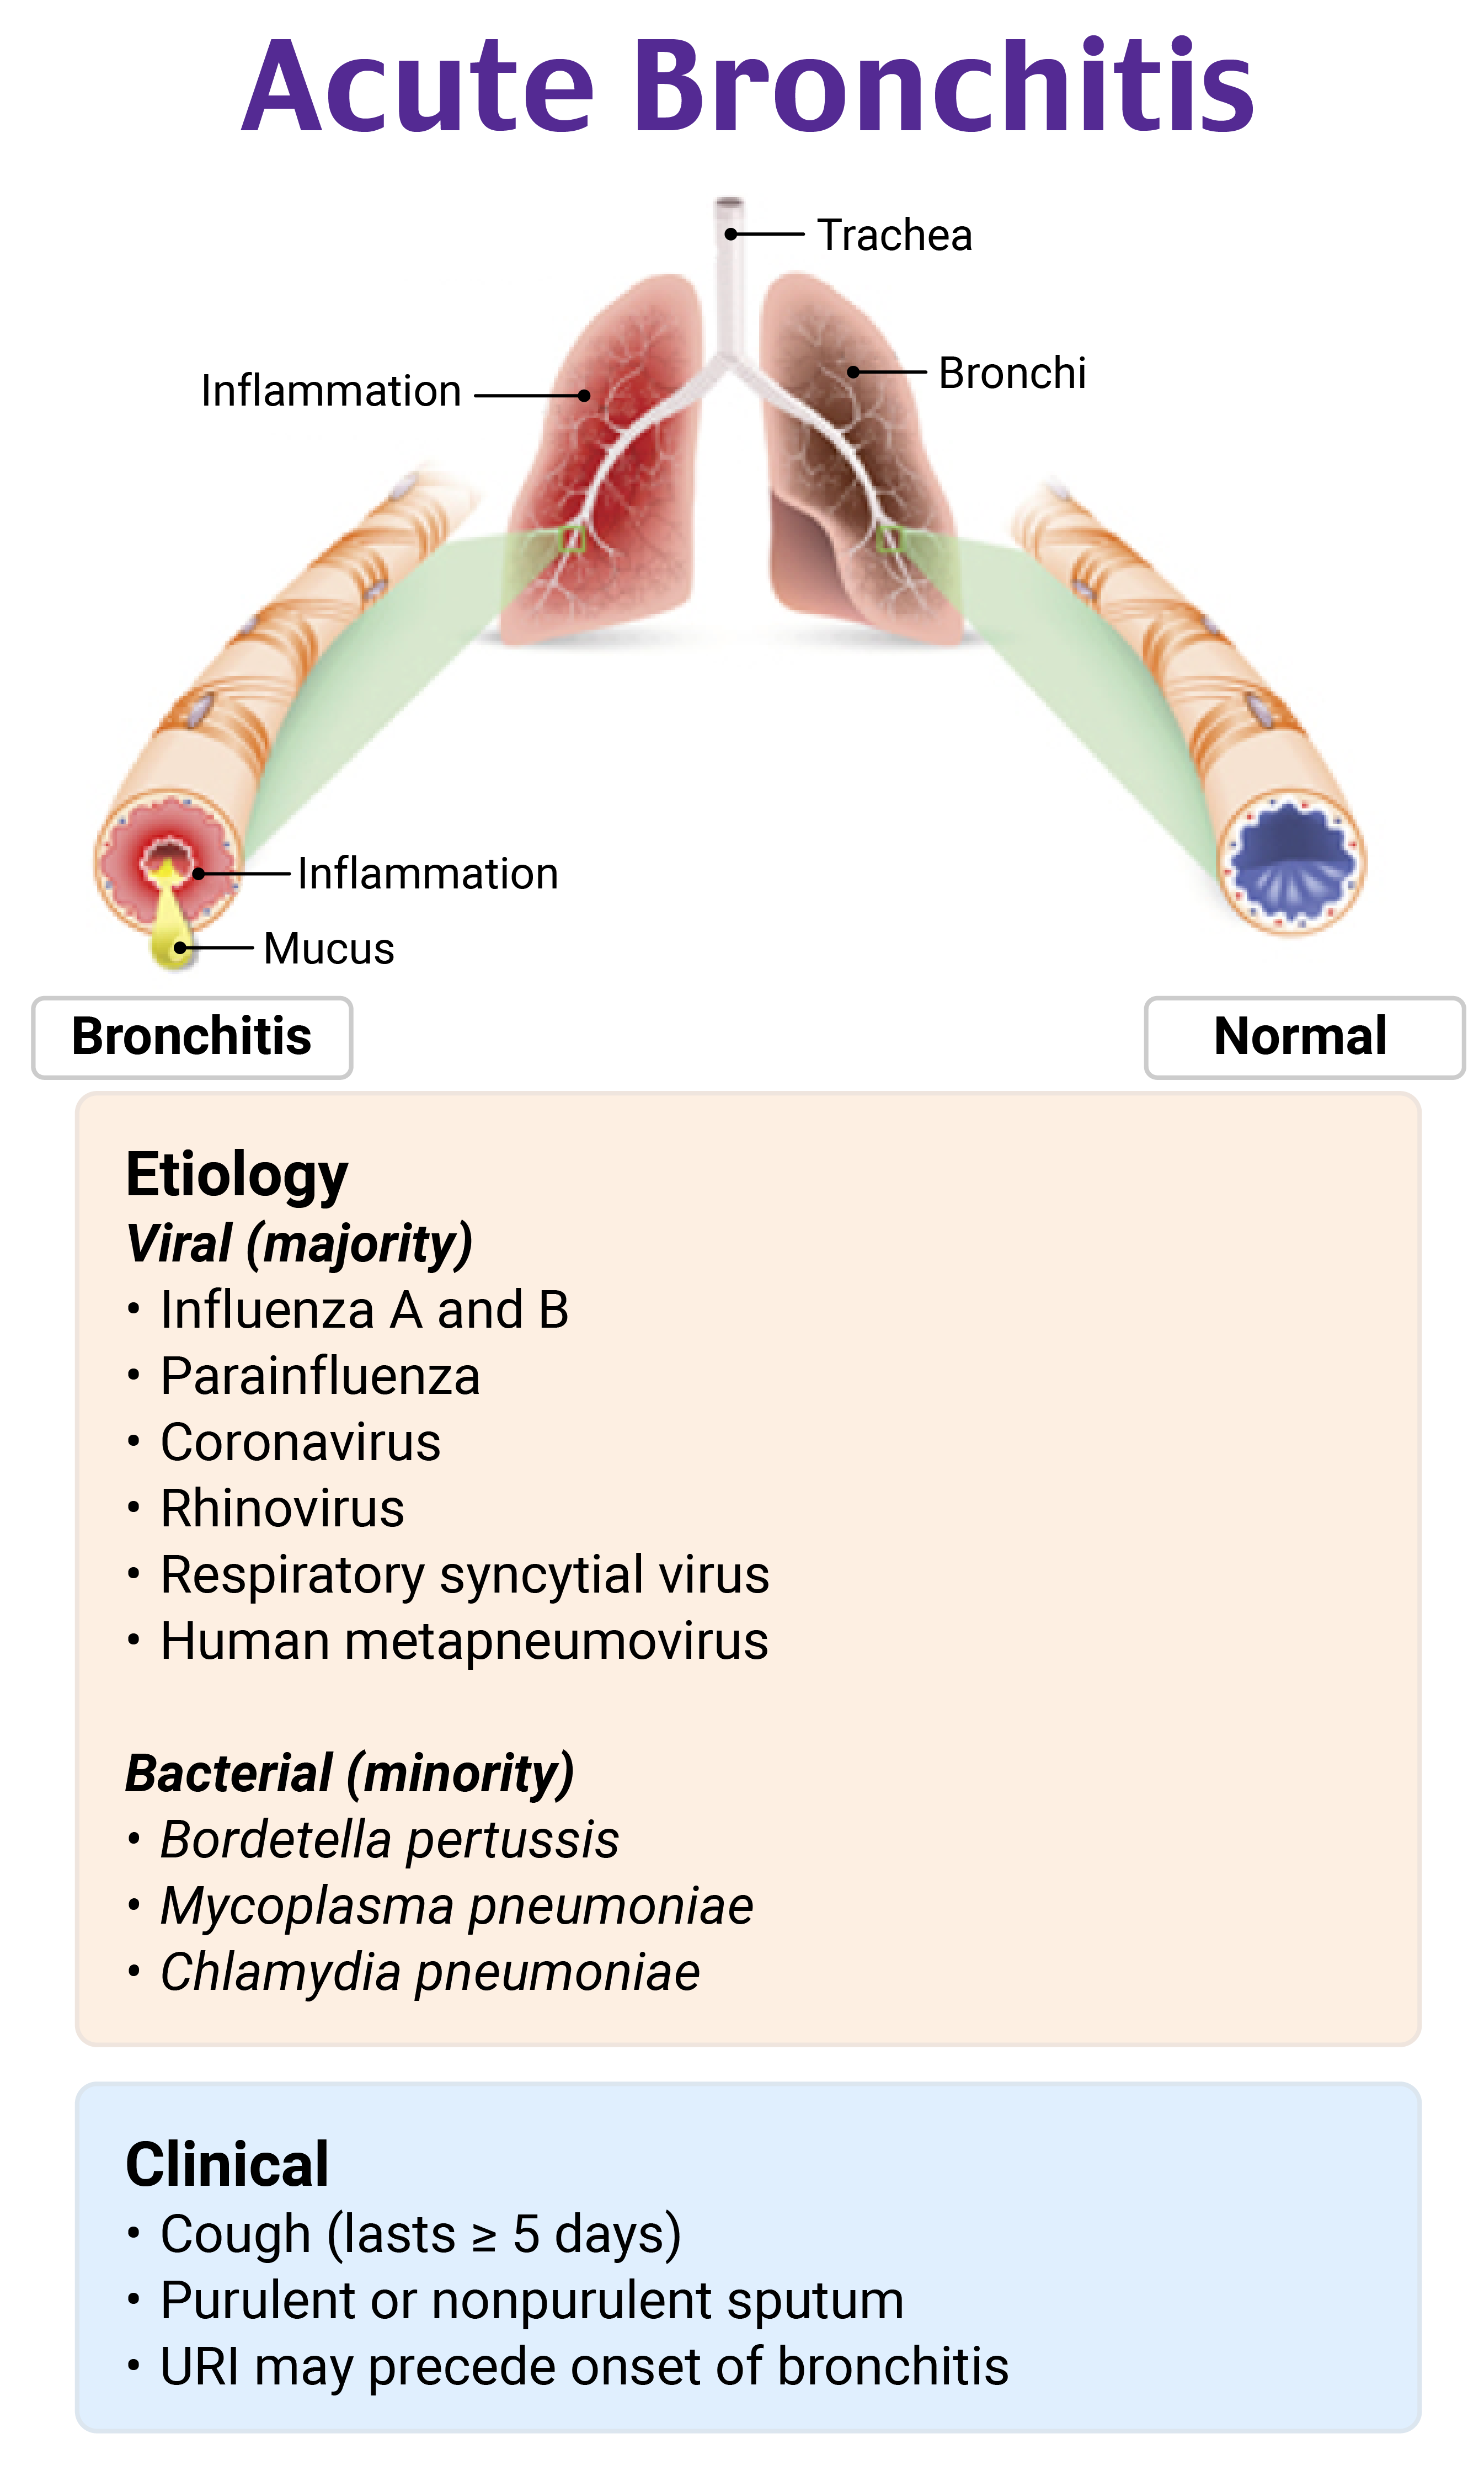 Acute Bronchitis
Trachea
Bronchi
Inflammation
Inflammation
Mucus
Bronchitis
Normal
Etiology
Viral (majority)
• Influenza A and B
• Parainfluenza
• Coronavirus
• Rhinovirus
• Respiratory syncytial virus
• Human metapneumovirus
Bacterial (minority)
• Bordetella pertussis
• Mycoplasma pneumoniae
• Chlamydia pneumoniae
Clinical
• Cough (lasts ≥ 5 days)
• Purulent or nonpurulent sputum
• URI may precede onset of bronchitis